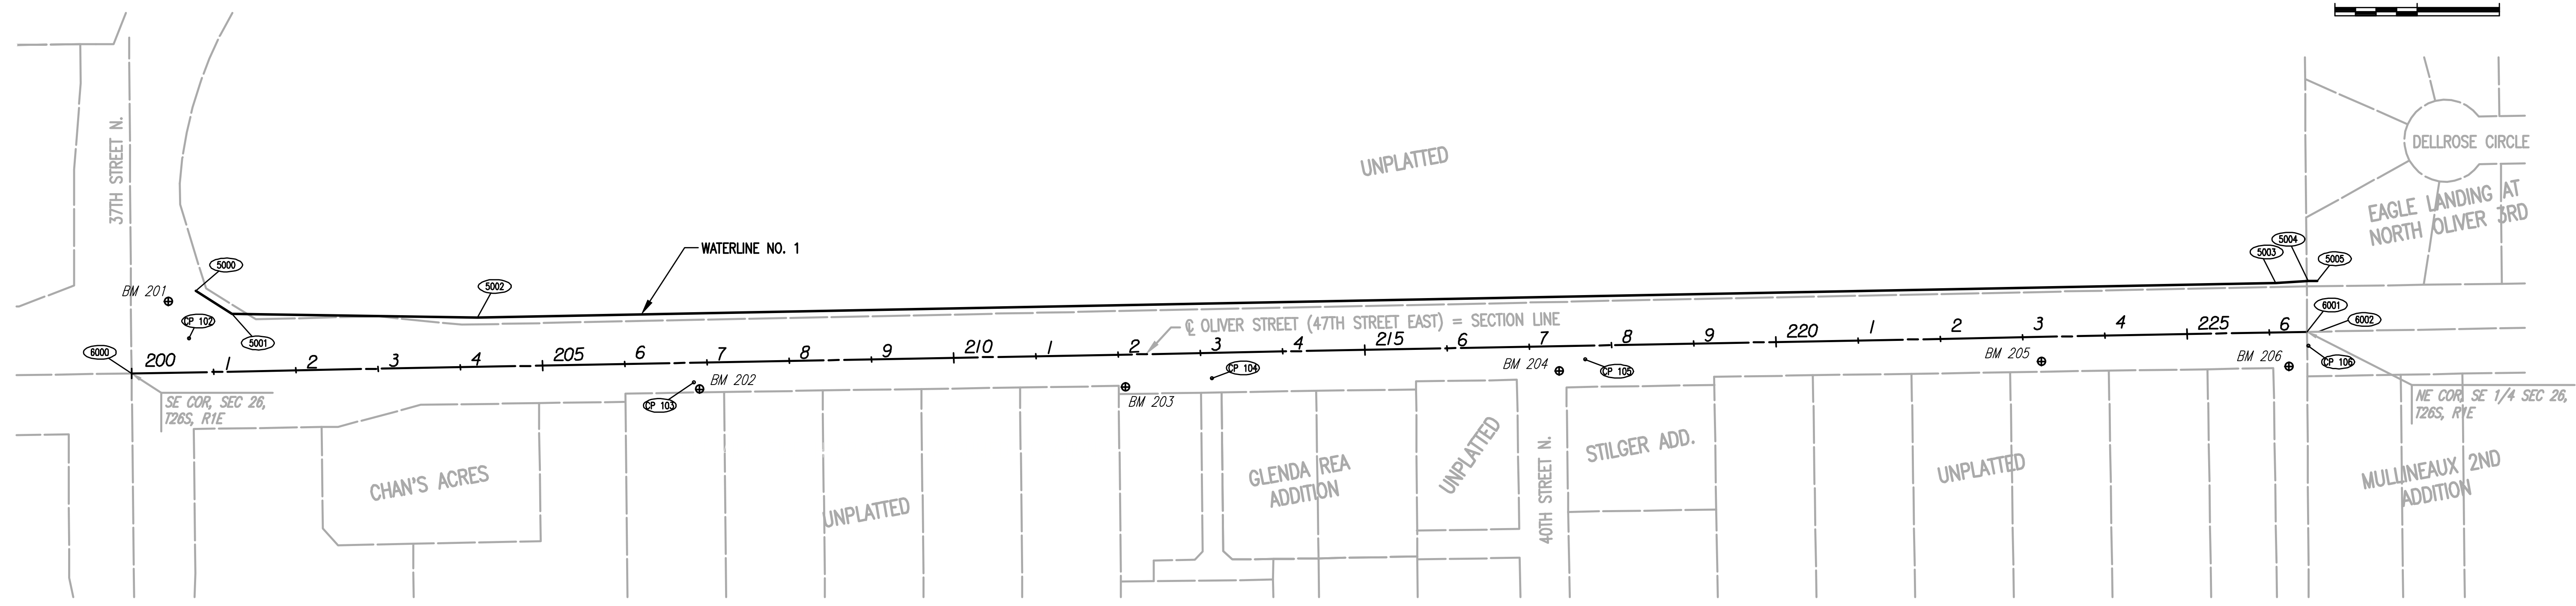 37TH STREET N.
UNPLATTED
DELLROSE CIRCLE
EAGLE LANDING AT
NORTH OLIVER 3RD
WATERLINE NO. 1
5000
5001
5002
5003
5004
5005
BM 201
CP 102
6000
6001
6002
℄ OLIVER STREET (47TH STREET EAST) = SECTION LINE
200 1 2 3 4 205 6 7 8 9 210 1 2 3 4 215 6 7 8 9 220 1 2 3 4 225 6
SE COR, SEC 26,
T26S, R1E
BM 202
CP 103
BM 203
CP 104
BM 204
CP 105
BM 205
BM 206
CP 106
NE COR, SE 1/4 SEC 26,
T26S, R1E
CHAN'S ACRES
UNPLATTED
GLENDA REA
ADDITION
UNPLATTED
40TH STREET N.
STILGER ADD.
UNPLATTED
MULLINEAUX 2ND
ADDITION